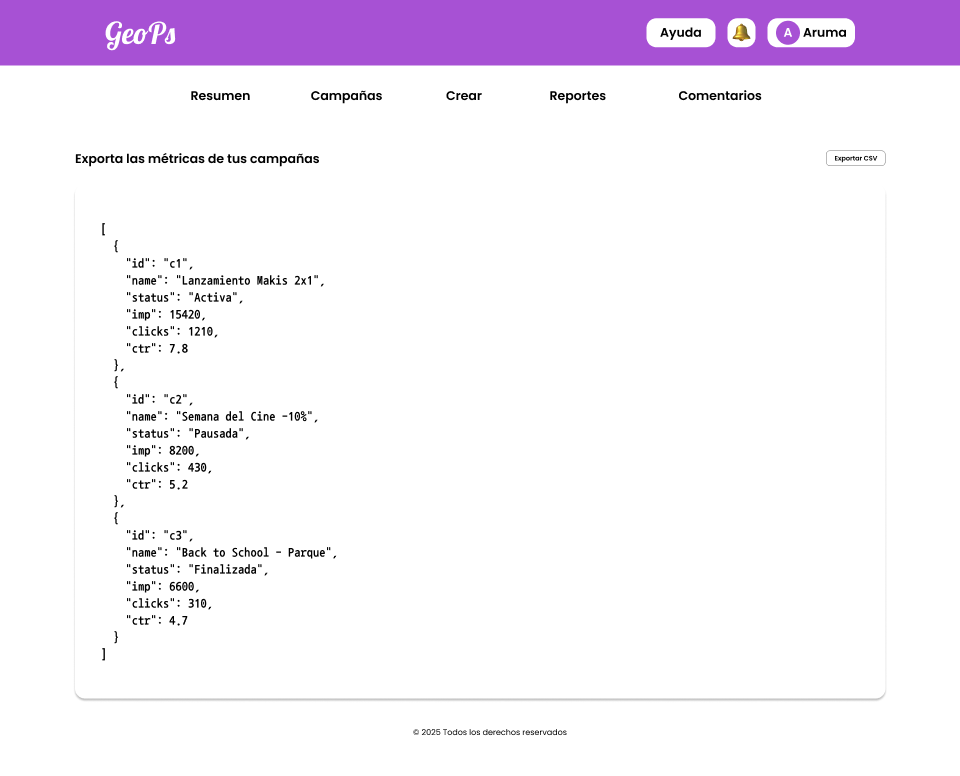 GeoPs
Ayuda
A Aruma
Resumen Campañas Crear Reportes Comentarios
Exporta las métricas de tus campañas
Exportar CSV
[
  {
    "id": "c1",
    "name": "Lanzamiento Makis 2x1",
    "status": "Activa",
    "imp": 15420,
    "clicks": 1210,
    "ctr": 7.8
  },
  {
    "id": "c2",
    "name": "Semana del Cine -10%",
    "status": "Pausada",
    "imp": 8200,
    "clicks": 430,
    "ctr": 5.2
  },
  {
    "id": "c3",
    "name": "Back to School - Parque",
    "status": "Finalizada",
    "imp": 6600,
    "clicks": 310,
    "ctr": 4.7
  }
]
© 2025 Todos los derechos reservados